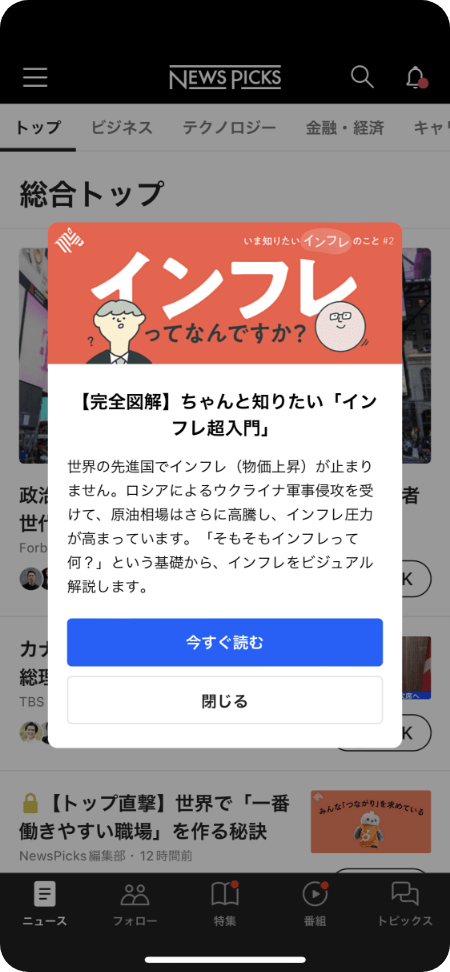 NEWSPICKS
トップ ビジネス テクノロジー 金融・経済 キャリ
総合トップ
いま知りたい インフレ のこと #2
インフレ
ってなんですか?
?
【完全図解】ちゃんと知りたい「イン
フレ超入門」
世界の先進国でインフレ（物価上昇）が止まり
ません。ロシアによるウクライナ軍事侵攻を受
けて、原油相場はさらに高騰し、インフレ圧力
が高まっています。「そもそもインフレって
何？」という基礎から、インフレをビジュアル
解説します。
今すぐ読む
閉じる
政治
者
世代
Forb
K
カナ
総理
TBS
K
【トップ直撃】世界で「一番
働きやすい職場」を作る秘訣
NewsPicks編集部・12時間前
みんな「つながり」を求めている
ニュース フォロー 特集 番組 トピックス